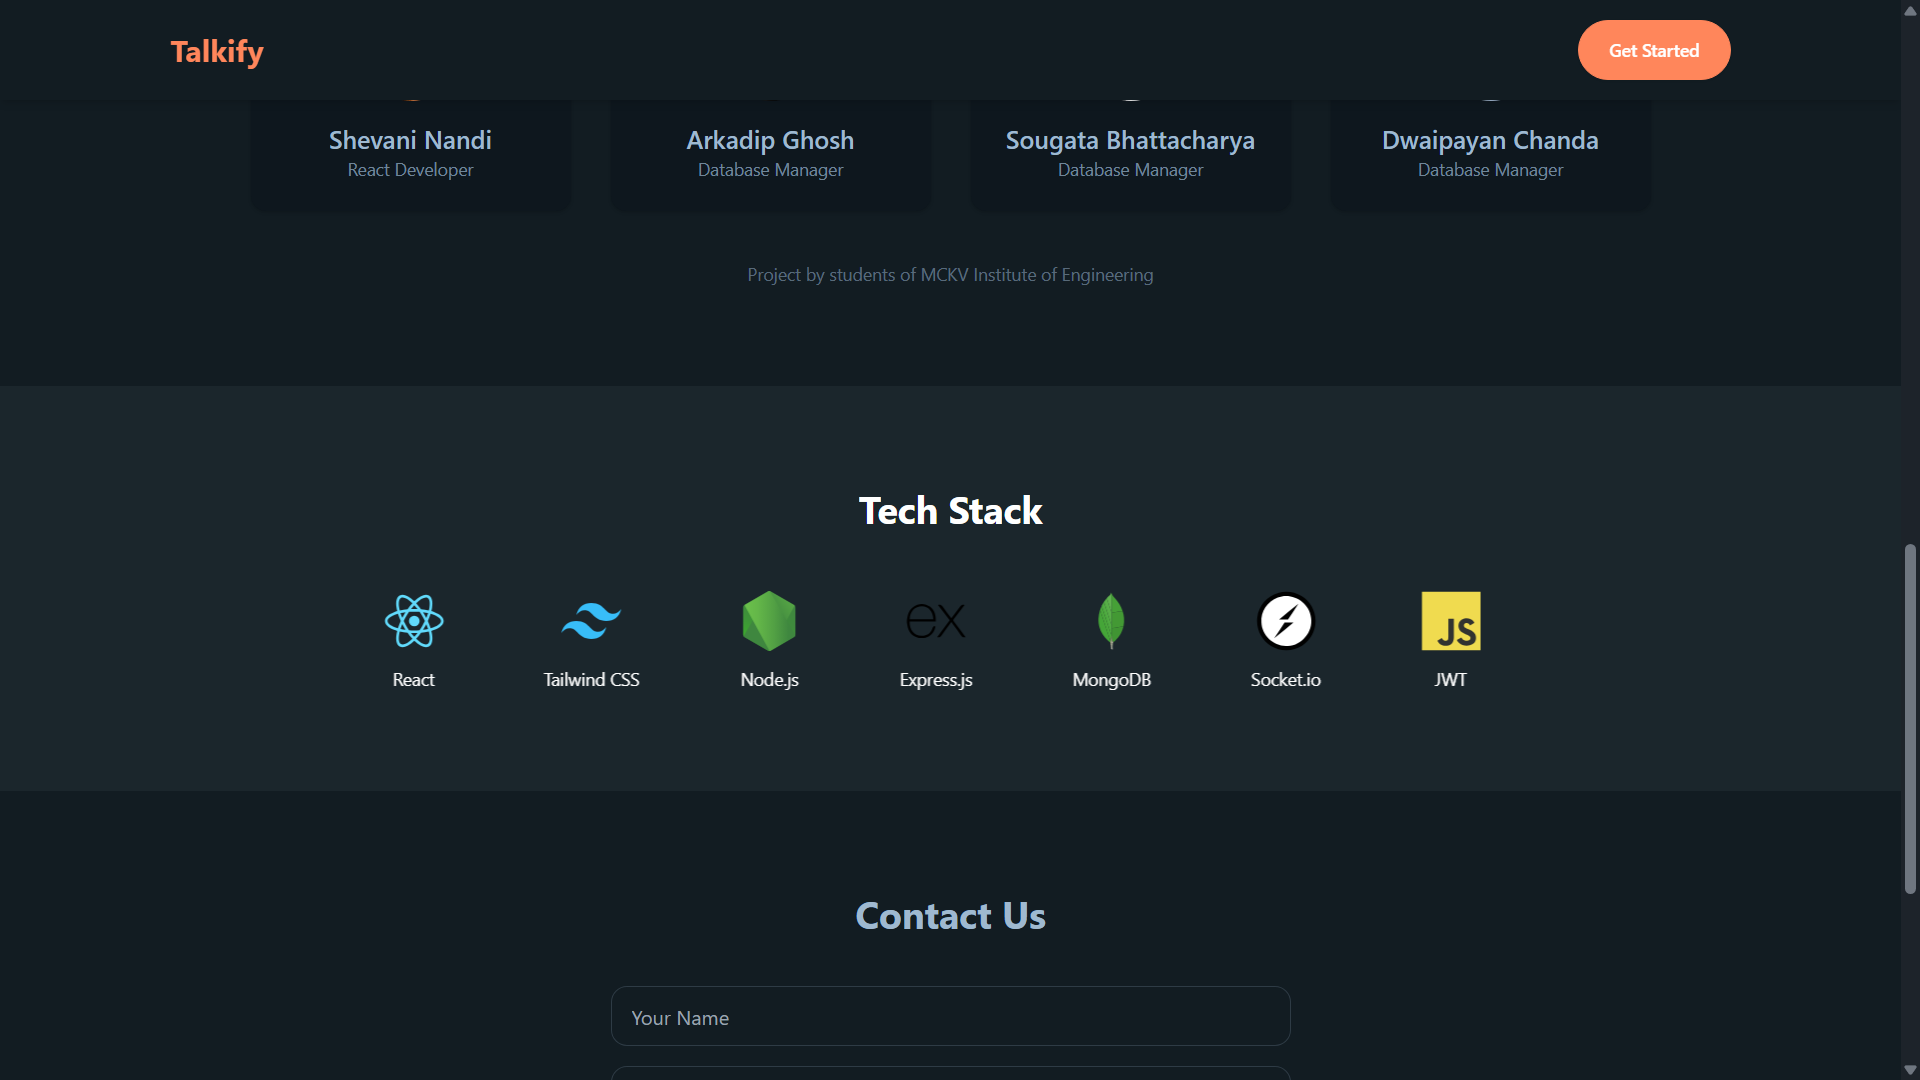 Talkify
Get Started
Shevani Nandi
React Developer
Arkadip Ghosh
Database Manager
Sougata Bhattacharya
Database Manager
Dwaipayan Chanda
Database Manager
Project by students of MCKV Institute of Engineering
Tech Stack
ex
JS
React
Tailwind CSS
Node.js
Express.js
MongoDB
Socket.io
JWT
Contact Us
Your Name